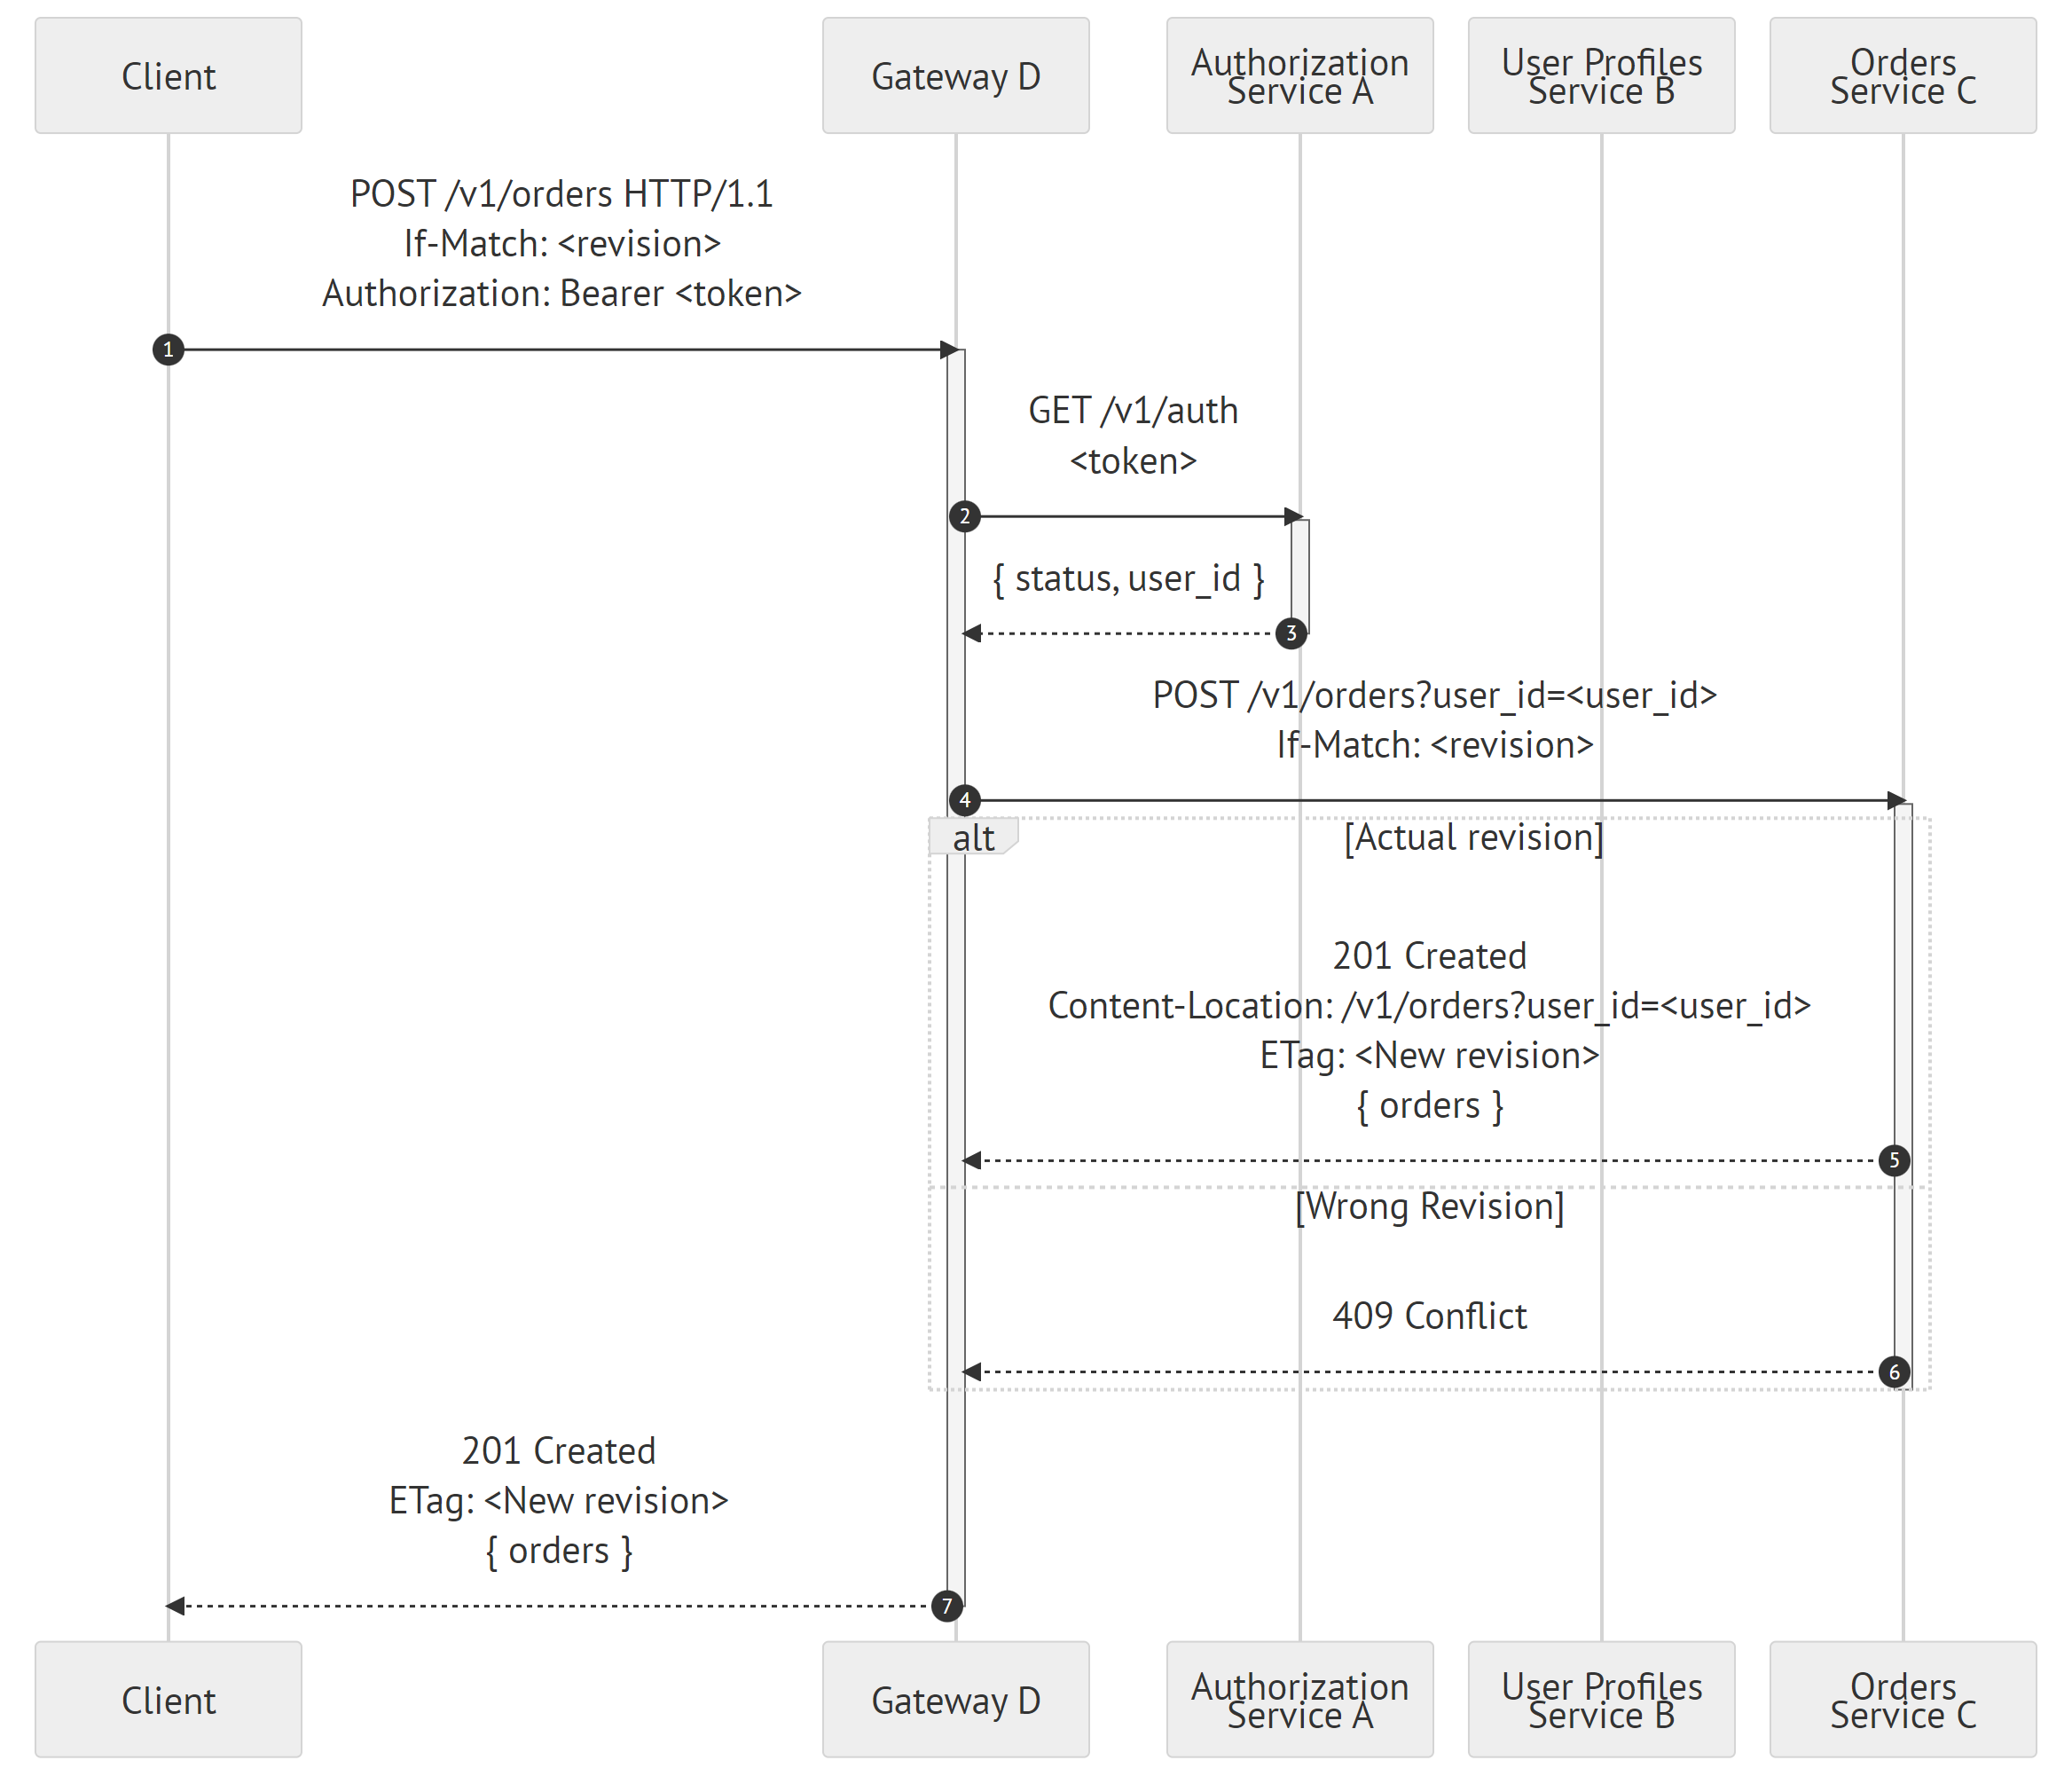 Client
Gateway D
Authorization
Service A
User Profiles
Service B
Orders
Service C
POST /v1/orders HTTP/1.1
If-Match: <revision>
Authorization: Bearer <token>
1
GET /v1/auth
<token>
2
{ status, user_id }
3
POST /v1/orders?user_id=<user_id>
If-Match: <revision>
4
alt
[Actual revision]
201 Created
Content-Location: /v1/orders?user_id=<user_id>
ETag: <New revision>
{ orders }
5
[Wrong Revision]
409 Conflict
6
201 Created
ETag: <New revision>
{ orders }
7
Client
Gateway D
Authorization
Service A
User Profiles
Service B
Orders
Service C